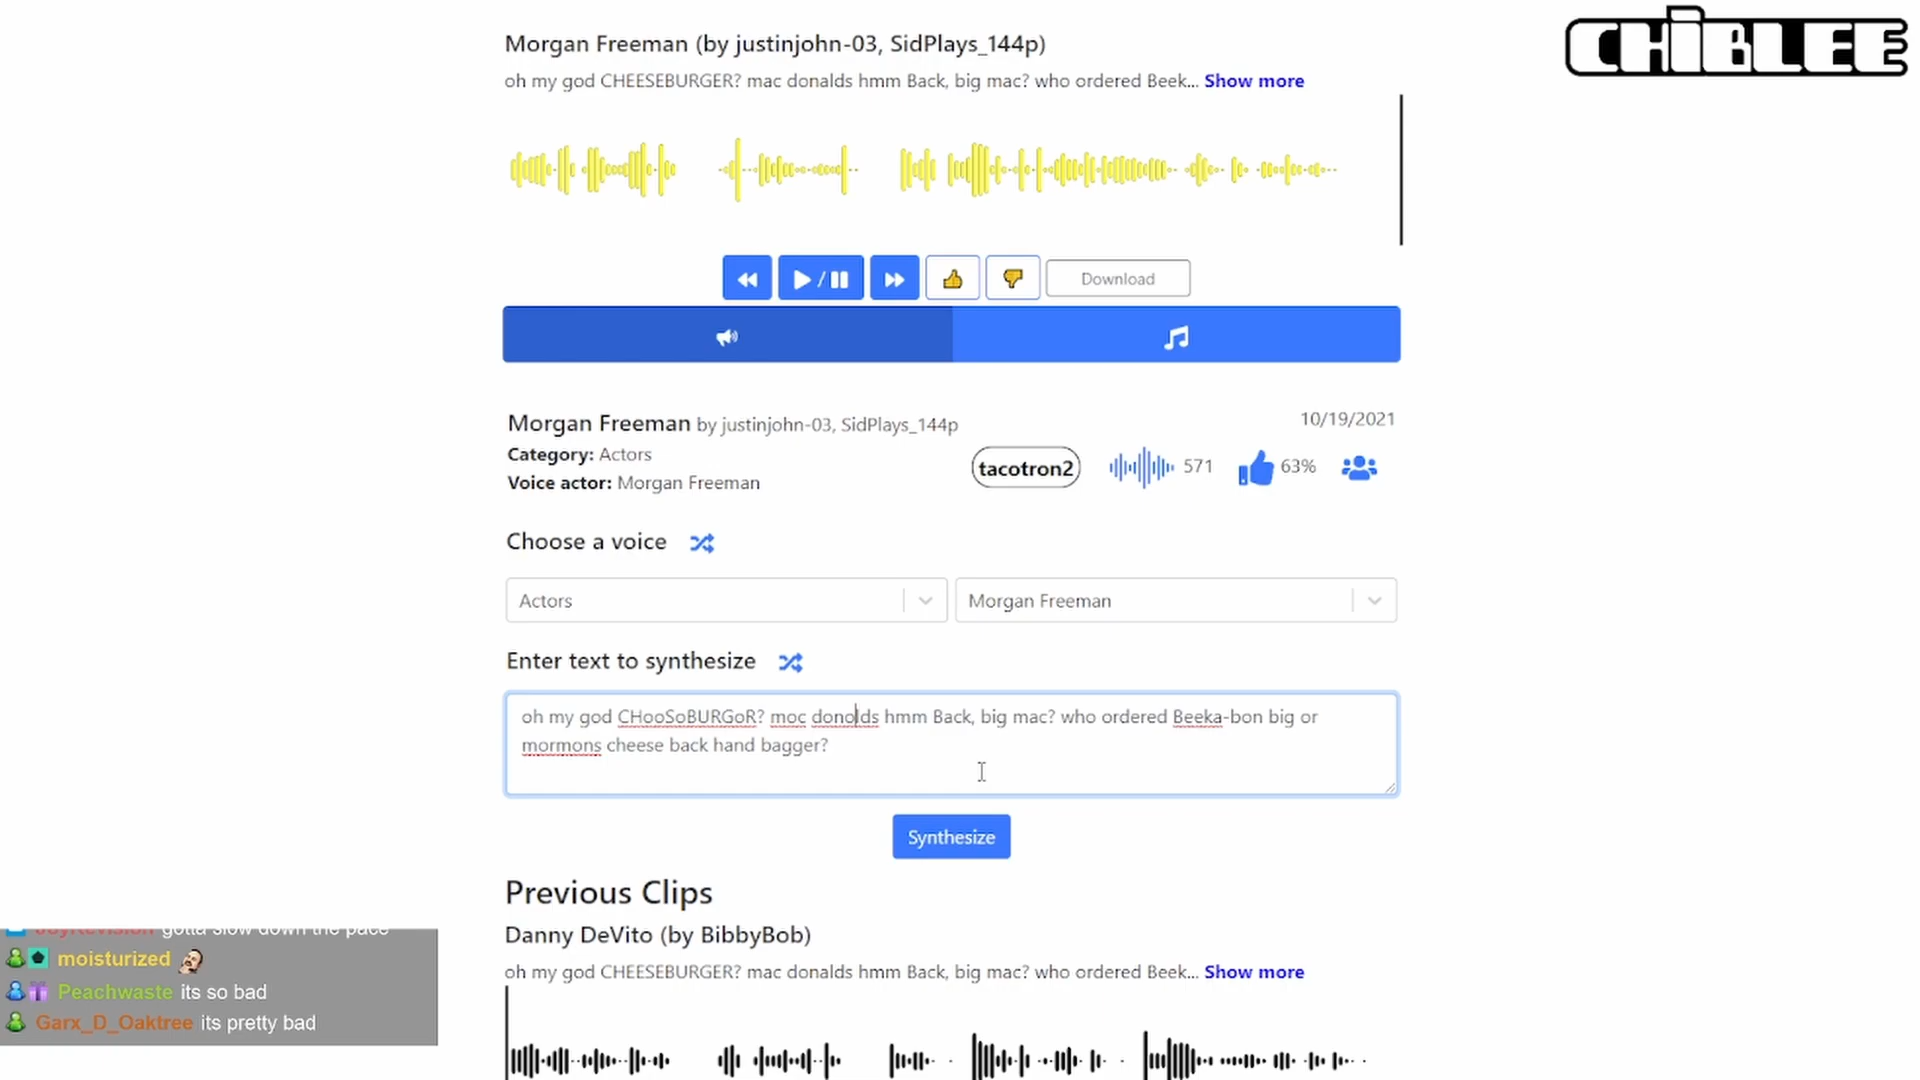 CHiBLEE
Morgan Freeman (by justinjohn-03, SidPlays_144p)
oh my god CHEESEBURGER? mac donalds hmm Back, big mac? who ordered Beek... Show more
/
Download
Morgan Freeman by justinjohn-03, SidPlays_144p
10/19/2021
Category: Actors
tacotron2 571 63%
Voice actor: Morgan Freeman
Choose a voice
Actors
Morgan Freeman
Enter text to synthesize
oh my god CHooSoBURGoR? moc donolds hmm Back, big mac? who ordered Beeka-bon big or
mormons cheese back hand bagger?
Synthesize
Previous Clips
Danny DeVito (by BibbyBob)
oh my god CHEESEBURGER? mac donalds hmm Back, big mac? who ordered Beek... Show more
gotta slow down the pace
moisturized
Peachwaste its so bad
Garx_D_Oaktree its pretty bad